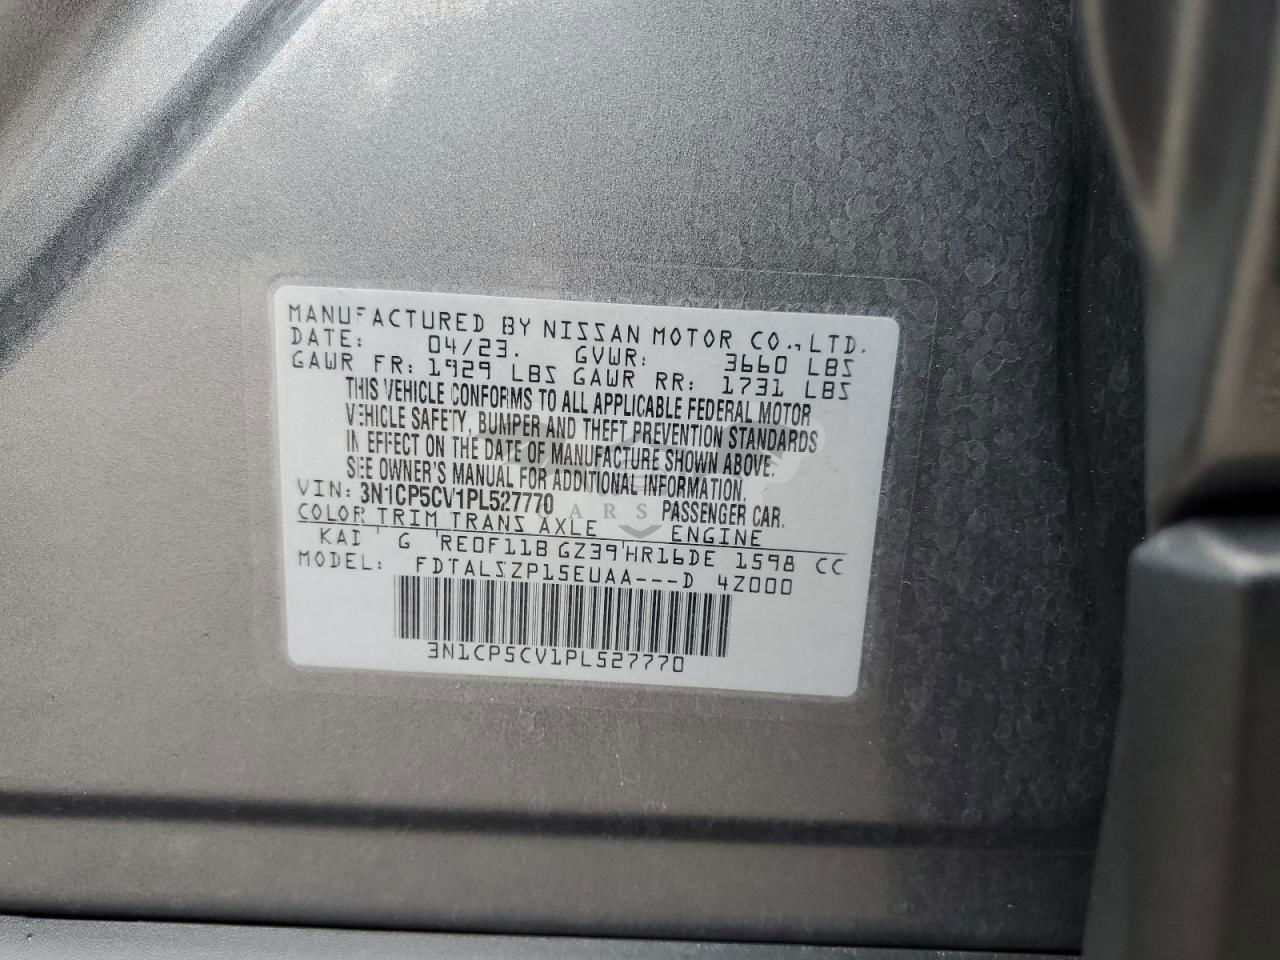 MANUFACTURED BY NISSAN MOTOR CO., LTD.
DATE: 04/23. GVWR: 3660 LBS
GAWR FR: 1929 LBS GAWR RR: 1731 LBS
THIS VEHICLE CONFORMS TO ALL APPLICABLE FEDERAL MOTOR
VEHICLE SAFETY, BUMPER AND THEFT PREVENTION STANDARDS
IN EFFECT ON THE DATE OF MANUFACTURE SHOWN ABOVE.
SEE OWNER'S MANUAL FOR ADDITIONAL INFORMATION.
VIN: 3N1CP5CV1PL527770 PASSENGER CAR.
COLOR TRIM TRANS AXLE ENGINE
KAD G RE0F11B GZ39 HR16DE 1598 CC
MODEL: FDTALSZP15EUAA---D 4Z000
3N1CP5CV1PL527770